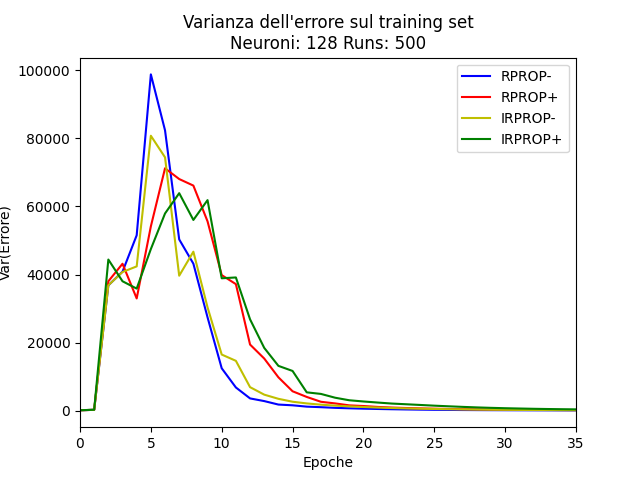 Varianza dell'errore sul training set
Neuroni: 128 Runs: 500
100000
80000
60000
40000
20000
0
Var(Errore)
RPROP-
RPROP+
IRPROP-
IRPROP+
0 5 10 15 20 25 30 35
Epoche